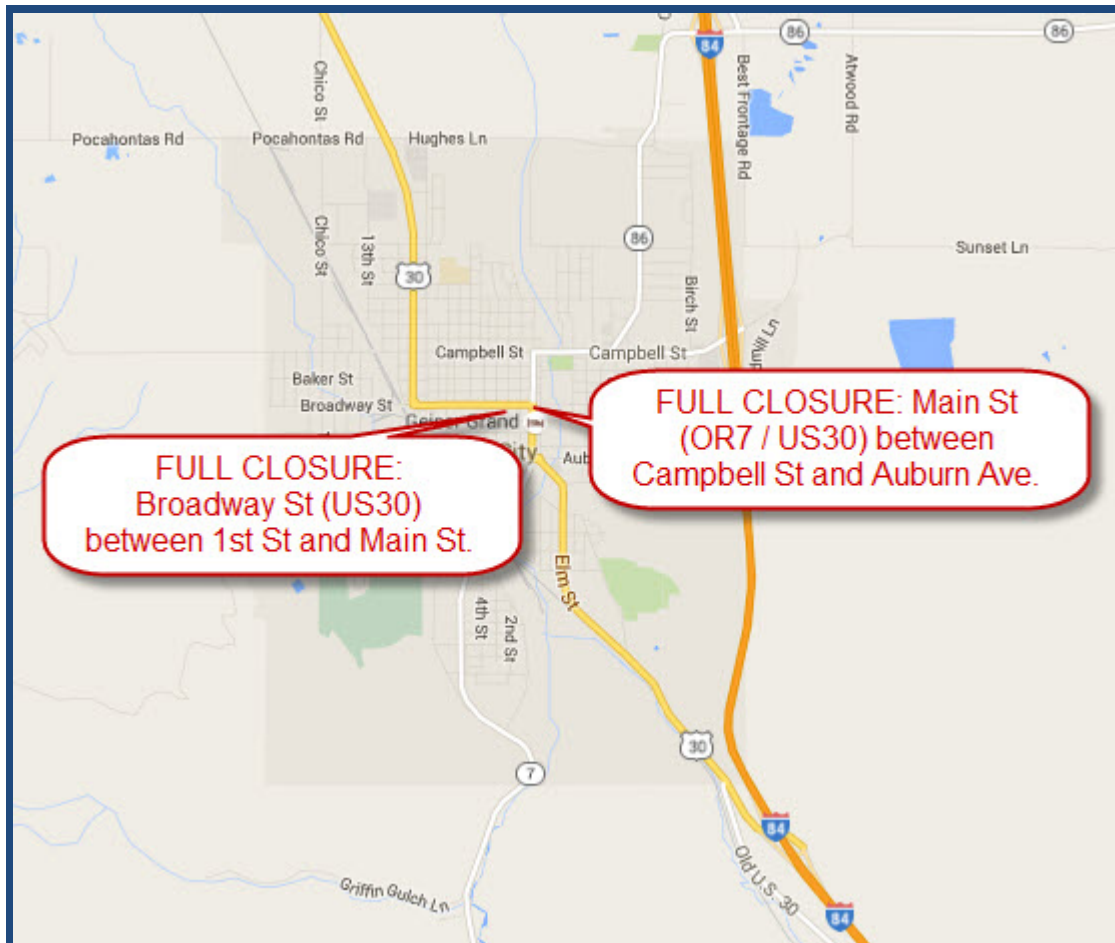 86
86
84
Chico St
Best Frontage Rd
Atwood Rd
Pocahontas Rd
Pocahontas Rd
Hughes Ln
Chico St
13th St
86
Sunset Ln
30
Birch St
Campbell St
Campbell St
Baker St
Broadway St
FULL CLOSURE: Main St
(OR7 / US30) between
Campbell St and Auburn Ave.
Geiser Grand
City
FULL CLOSURE:
Broadway St (US30)
between 1st St and Main St.
Elm St
4th St
2nd St
30
7
84
Old U.S. 30
Griffin Gulch Ln
84